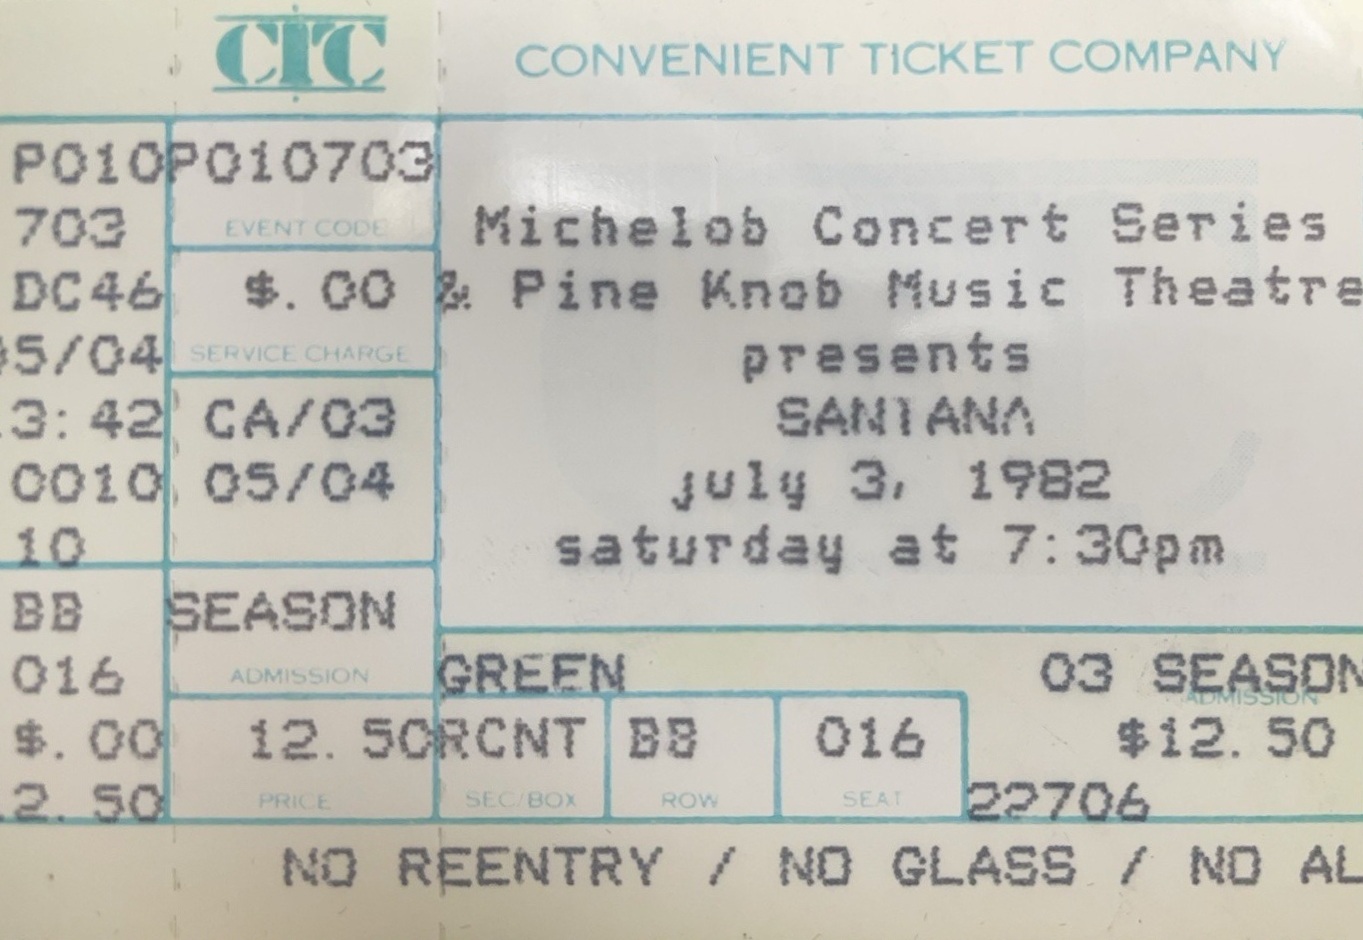 CTC CONVENIENT TICKET COMPANY
P010 P010703
703 EVENT CODE Michelob Concert Series
DC46 $.00 & Pine Knob Music Theatre
05/04 SERVICE CHARGE presents
3:42 CA/03 SANTANA
0010 05/04 july 3, 1982
10 saturday at 7:30pm
BB SEASON
016 ADMISSION GREEN 03 SEASON
ADMISSION
$.00 12.50 RCNT BB 016 $12.50
2.50 PRICE SEC/BOX ROW SEAT 22706
NO REENTRY / NO GLASS / NO AL